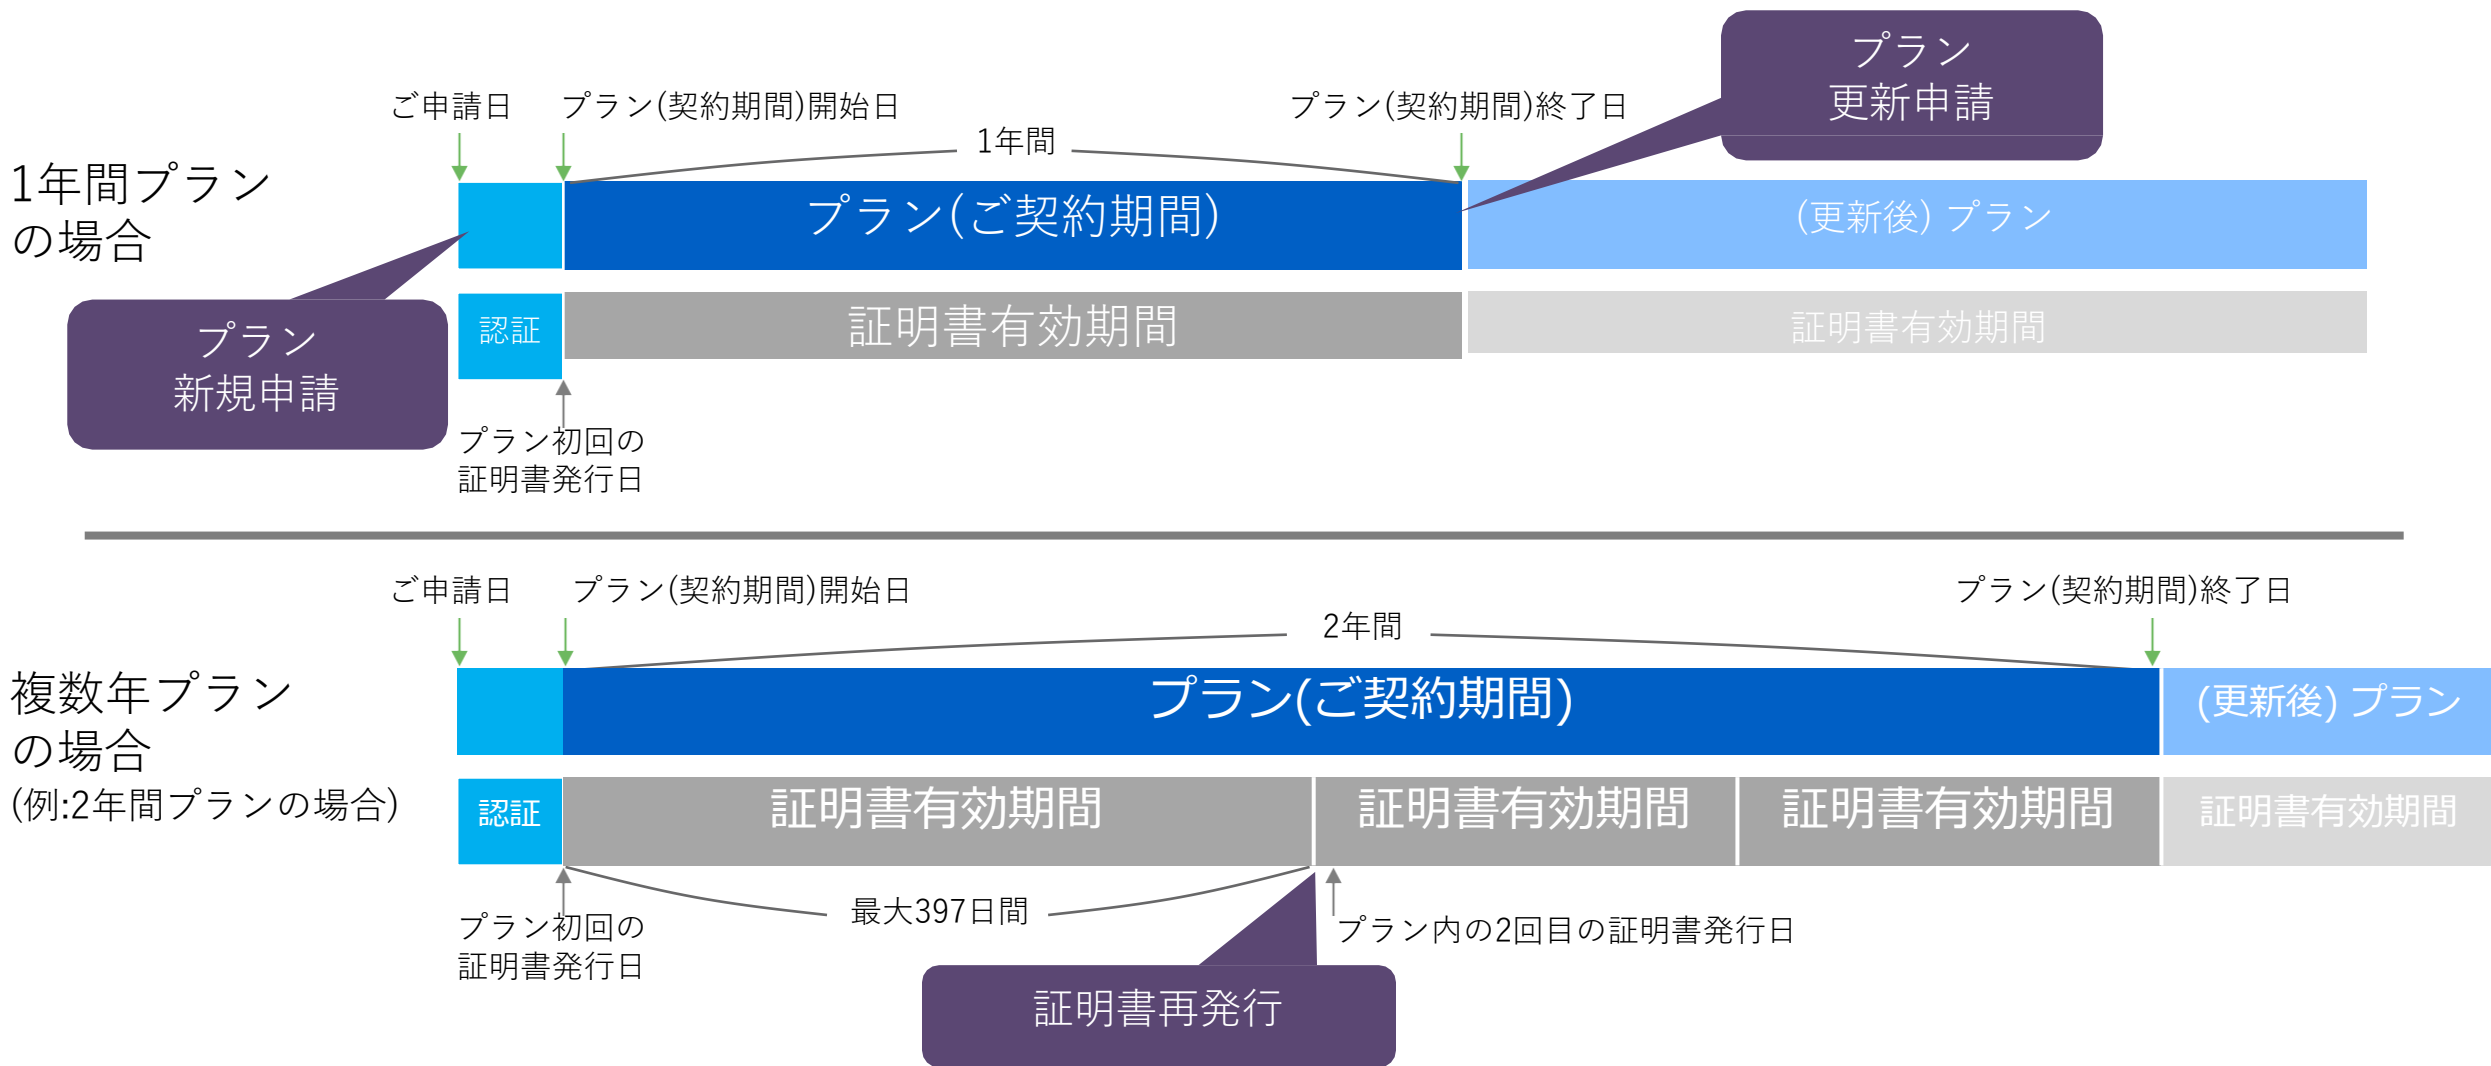 プラン
更新申請
ご申請日
プラン(契約期間)開始日
プラン(契約期間)終了日
1年間
1年間プラン
の場合
プラン(ご契約期間)
(更新後) プラン
認証
証明書有効期間
証明書有効期間
プラン
新規申請
プラン初回の
証明書発行日
ご申請日
プラン(契約期間)開始日
プラン(契約期間)終了日
2年間
複数年プラン
の場合
(例:2年間プランの場合)
プラン(ご契約期間)
(更新後) プラン
認証
証明書有効期間
証明書有効期間
証明書有効期間
証明書有効期間
最大397日間
プラン初回の
証明書発行日
プラン内の2回目の証明書発行日
証明書再発行